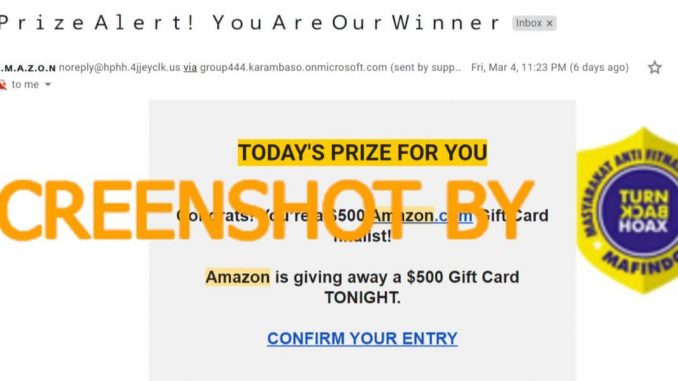 P r i z e A l e r t ! Y o u A r e O u r W i n n e r Inbox x
.M.A.Z.O.N noreply@hphh.4jjeyclk.us via group444.karambaso.onmicrosoft.com (sent by supp... Fri, Mar 4, 11:23 PM (6 days ago)
to me
TODAY'S PRIZE FOR YOU
CREENSHOT BY
Congrats! You're a $500 Amazon.com Gift Card
finalist!
Amazon is giving away a $500 Gift Card
TONIGHT.
CONFIRM YOUR ENTRY
MASYARAKAT ANTI FITNAH
TURN
BACK
HOAX
MAFINDO